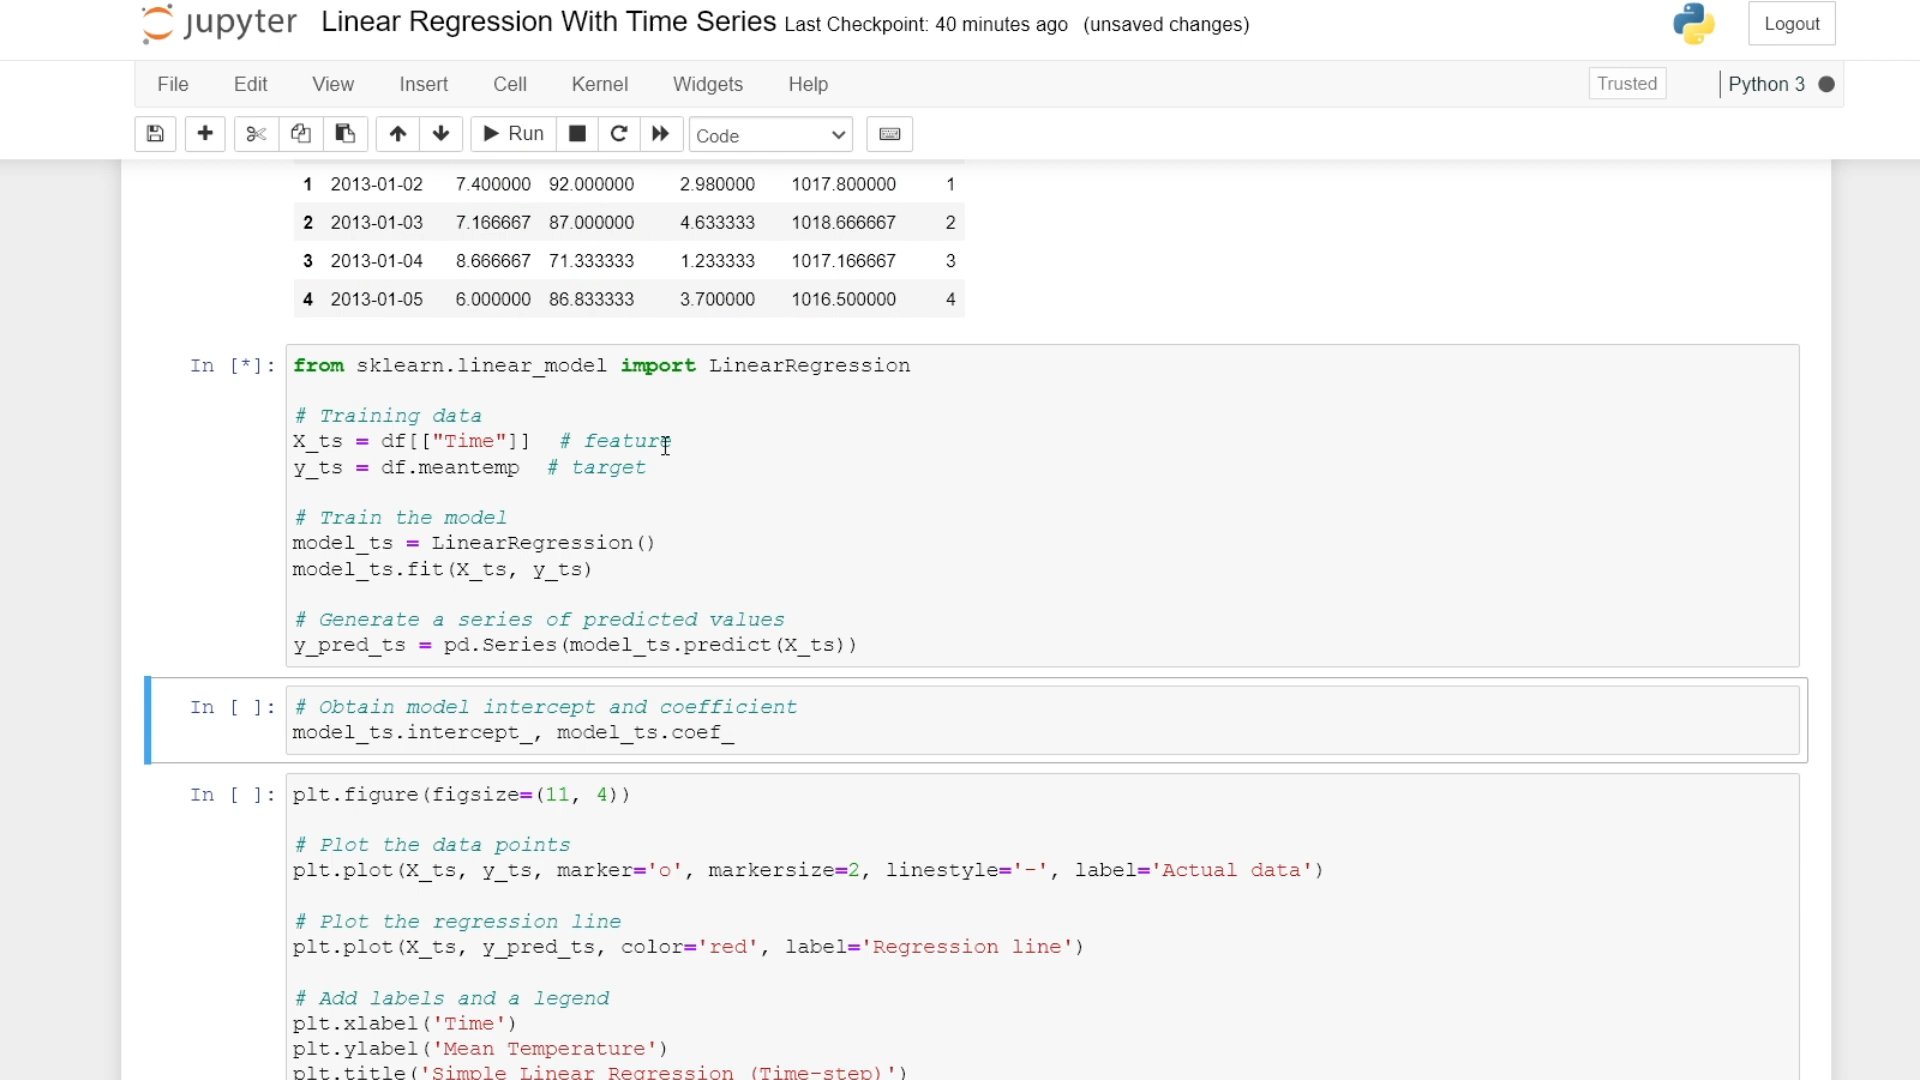 jupyter Linear Regression With Time Series Last Checkpoint: 40 minutes ago (unsaved changes) Logout
File Edit View Insert Cell Kernel Widgets Help Trusted Python 3
Run Code
1 2013-01-02 7.400000 92.000000 2.980000 1017.800000 1
2 2013-01-03 7.166667 87.000000 4.633333 1018.666667 2
3 2013-01-04 8.666667 71.333333 1.233333 1017.166667 3
4 2013-01-05 6.000000 86.833333 3.700000 1016.500000 4
In [*]: from sklearn.linear_model import LinearRegression
# Training data
X_ts = df[["Time"]]  # feature
y_ts = df.meantemp  # target
# Train the model
model_ts = LinearRegression()
model_ts.fit(X_ts, y_ts)
# Generate a series of predicted values
y_pred_ts = pd.Series(model_ts.predict(X_ts))
In [ ]: # Obtain model intercept and coefficient
model_ts.intercept_, model_ts.coef_
In [ ]: plt.figure(figsize=(11, 4))
# Plot the data points
plt.plot(X_ts, y_ts, marker='o', markersize=2, linestyle='-', label='Actual data')
# Plot the regression line
plt.plot(X_ts, y_pred_ts, color='red', label='Regression line')
# Add labels and a legend
plt.xlabel('Time')
plt.ylabel('Mean Temperature')
plt.title('Simple Linear Regression (Time-step)')